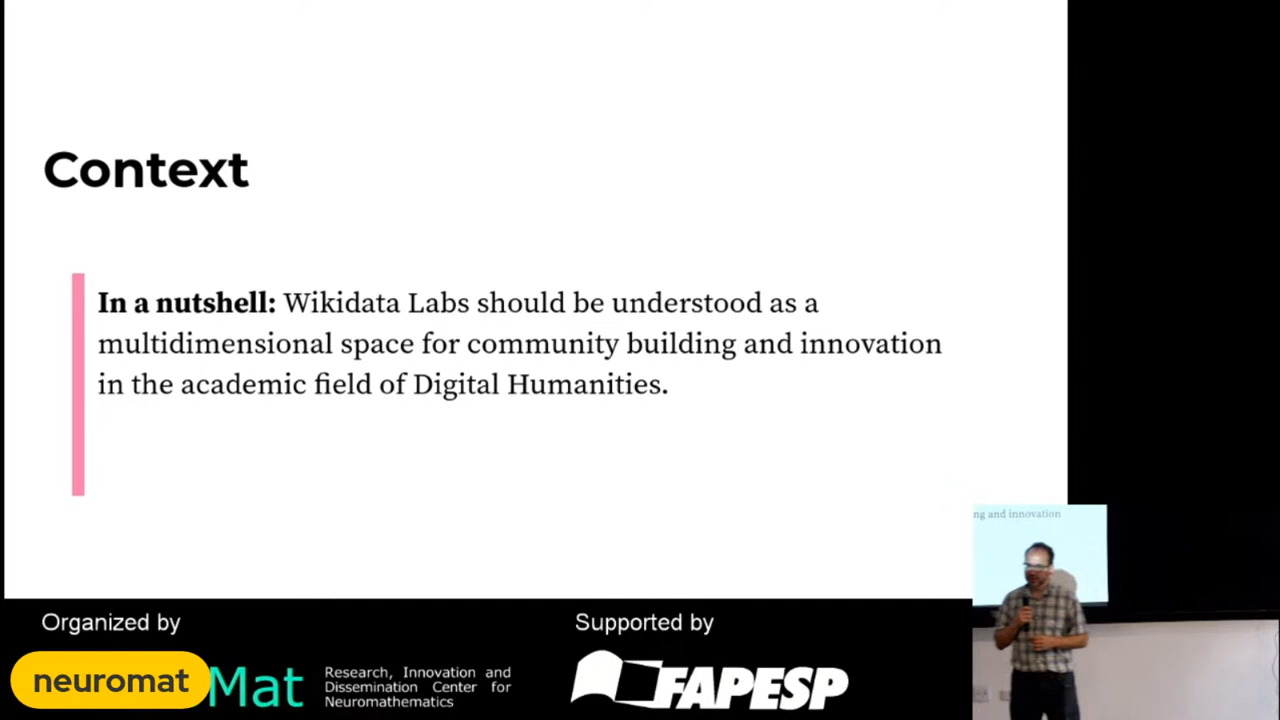 Context
In a nutshell: Wikidata Labs should be understood as a
multidimensional space for community building and innovation
in the academic field of Digital Humanities.
ng and innovation
Organized by
Supported by
neuromat
Mat
Research, Innovation and
Dissemination Center for
Neuromathematics
FAPESP